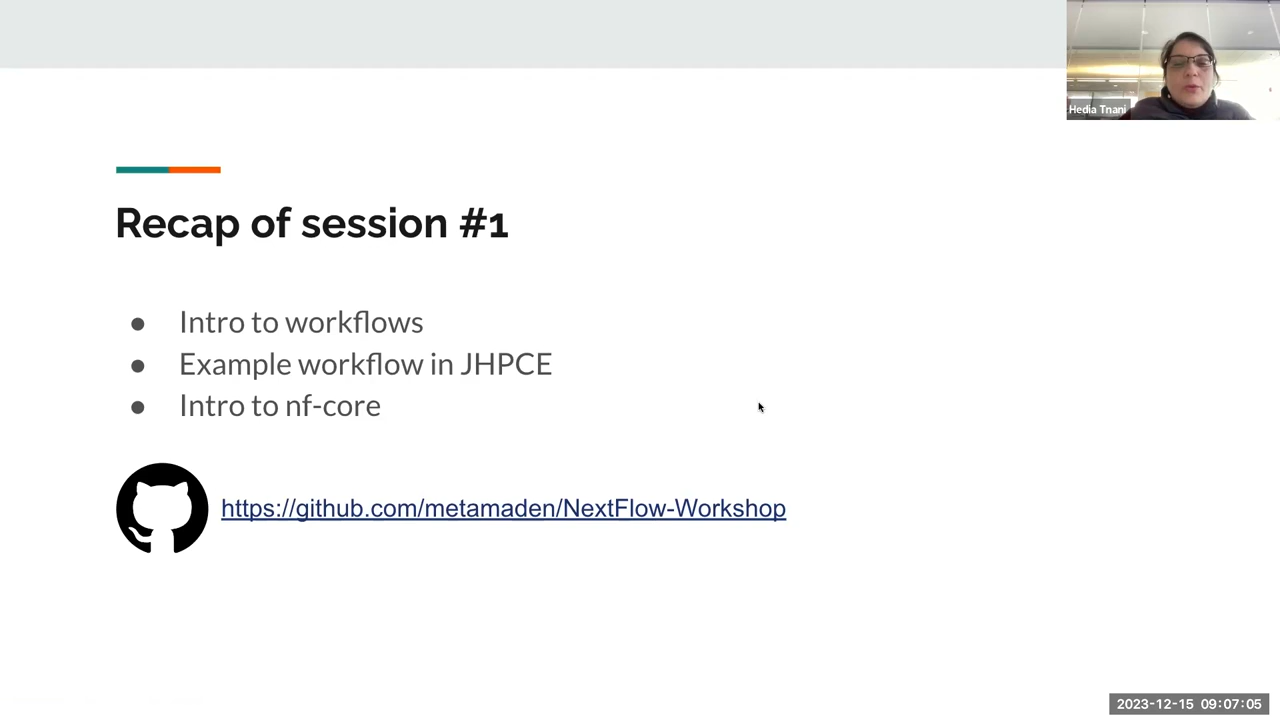 Hedia Tnani
Recap of session #1
● Intro to workflows
● Example workflow in JHPCE
● Intro to nf-core
https://github.com/metamaden/NextFlow-Workshop
2023-12-15 09:07:05